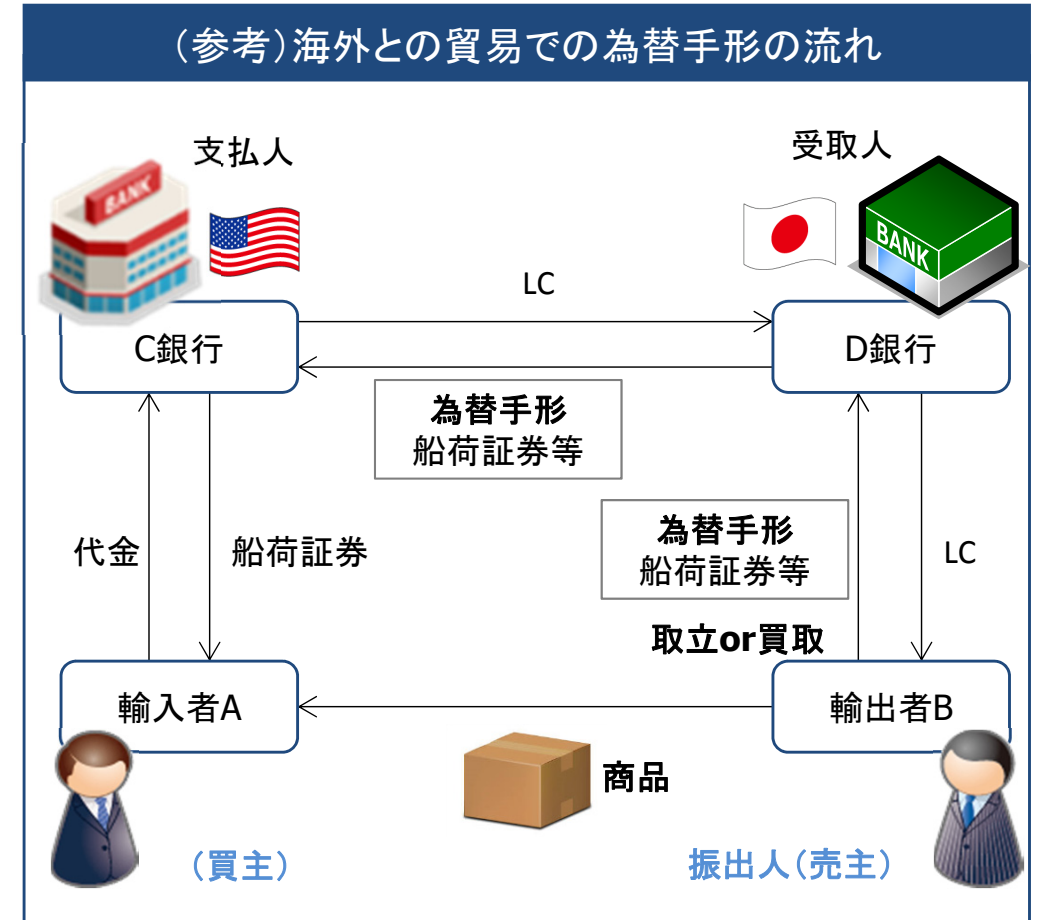 （参考）海外との貿易での為替手形の流れ
支払人
受取人
BANK
BANK
LC
C銀行
D銀行
為替手形
船荷証券等
代金
船荷証券
為替手形
船荷証券等
LC
取立or買取
輸入者A
輸出者B
商品
（買主）
振出人（売主）